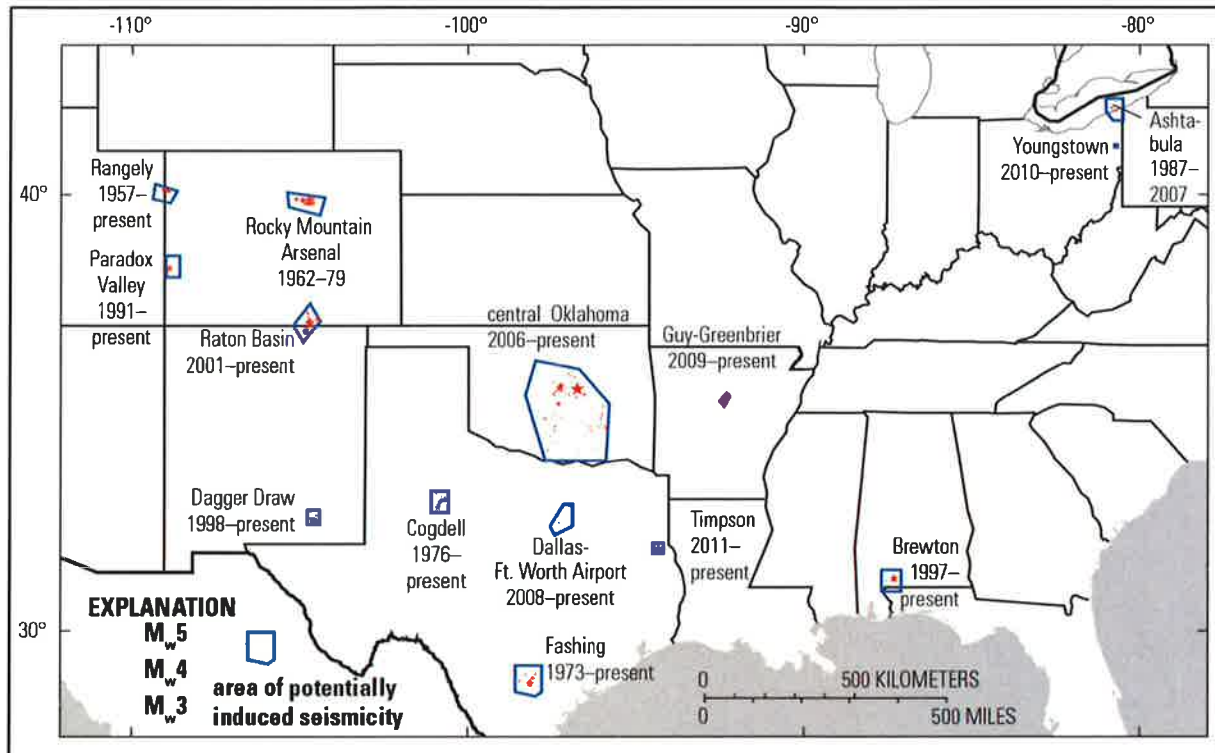 -110°
-100°
-90°
-80°
40°
30°
Rangely
1957–
present
Rocky Mountain
Arsenal
1962–79
Paradox
Valley
1991–
present
Raton Basin
2001–present
central Oklahoma
2006–present
Guy-Greenbrier
2009–present
Youngstown
2010–present
Ashta-
bula
1987–
2007
Dagger Draw
1998–present
Cogdell
1976–
present
Dallas-
Ft. Worth Airport
2008–present
Timpson
2011–
present
Brewton
1997–
present
Fashing
1973–present
EXPLANATION
Mw5
Mw4
Mw3
area of potentially
induced seismicity
0 500 KILOMETERS
0 500 MILES